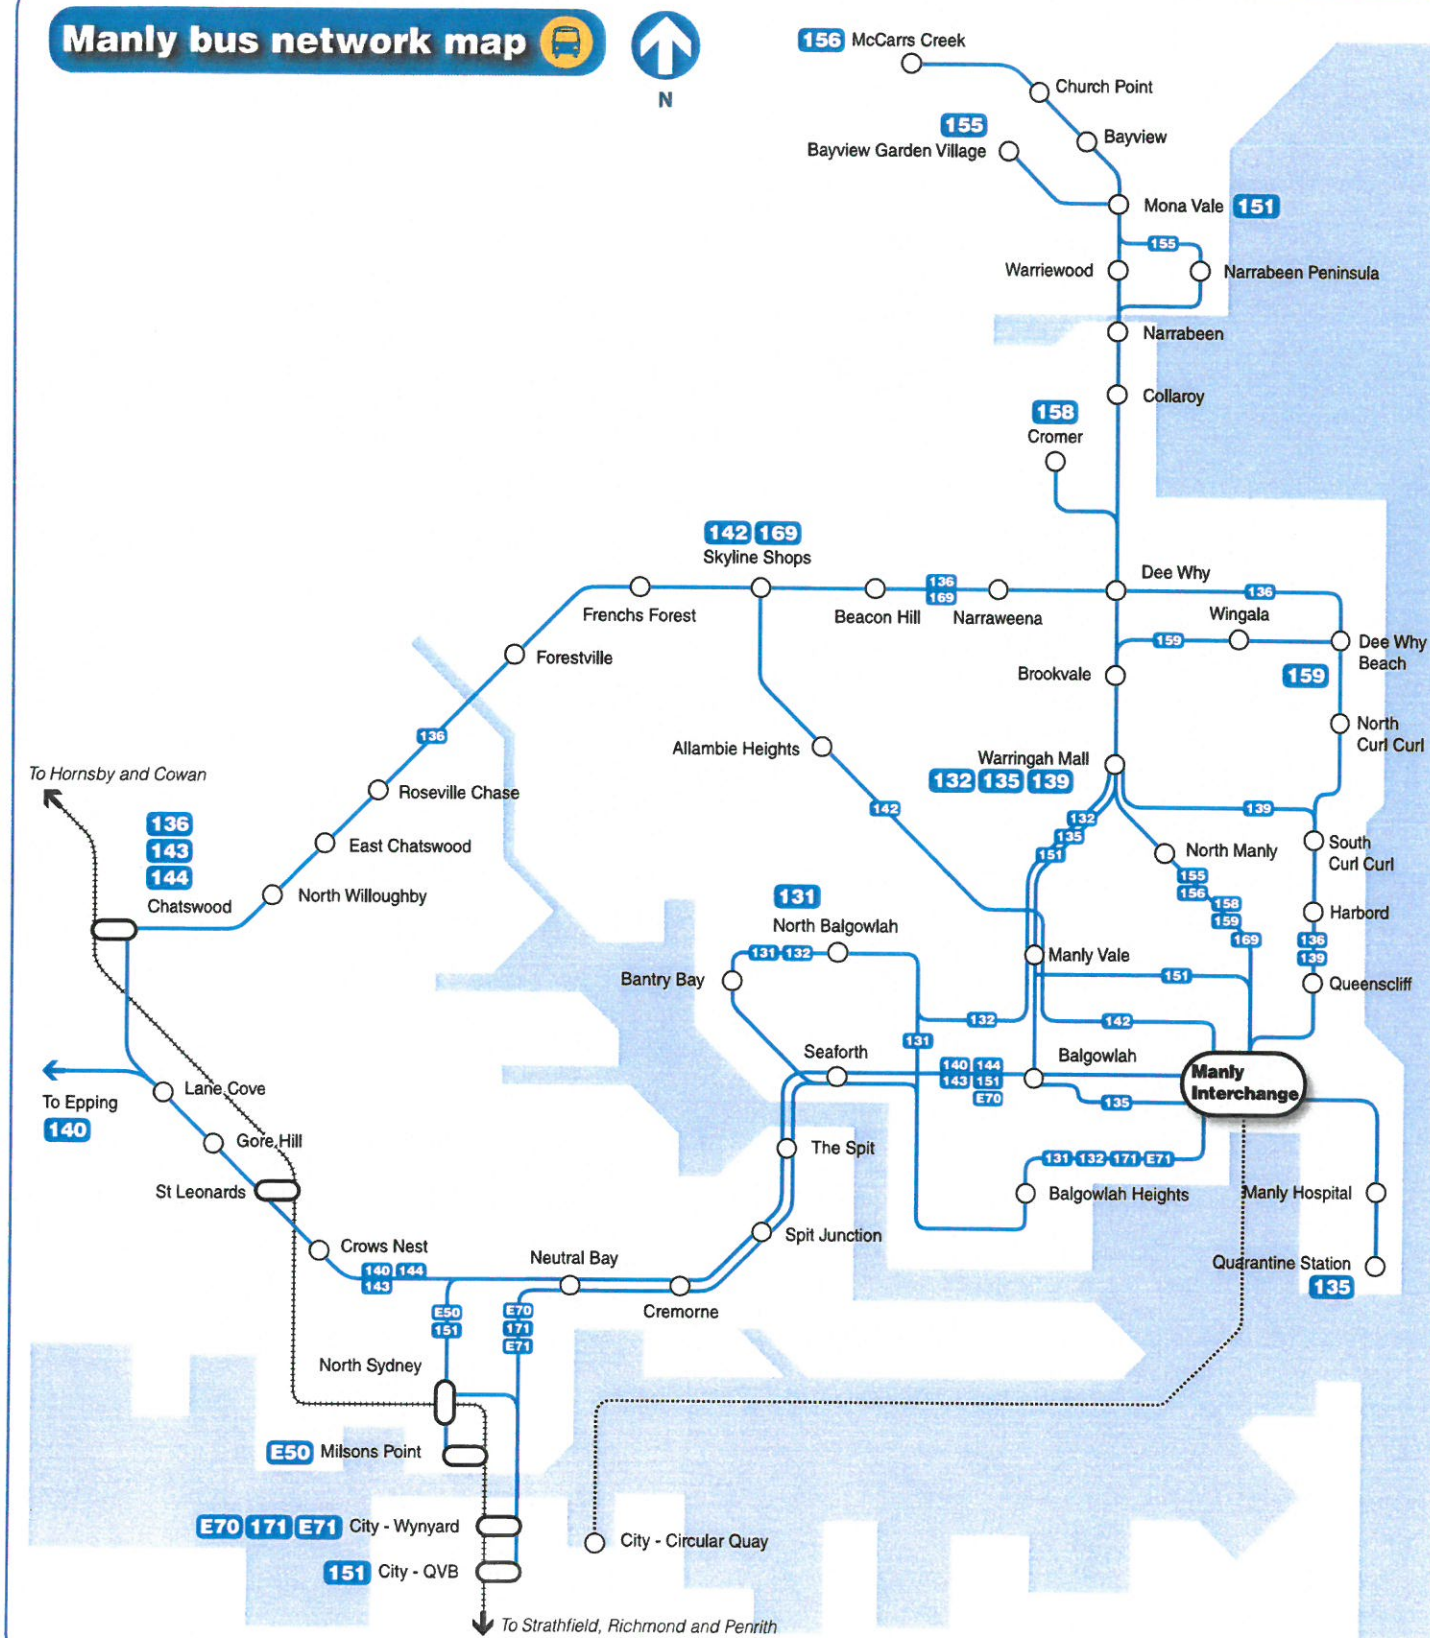 Manly bus network map
N
156 McCarrs Creek
Church Point
155
Bayview
Bayview Garden Village
Mona Vale 151
155
Warriewood
Narrabeen Peninsula
Narrabeen
Collaroy
158
Cromer
142 169
Skyline Shops
Dee Why
136
169
136
Frenchs Forest
Beacon Hill
Narraweena
Wingala
159
Dee Why
Beach
Forestville
Brookvale
159
North
Curl Curl
136
Allambie Heights
Warringah Mall
132 135 139
To Hornsby and Cowan
Roseville Chase
142
139
132
135
151
136
143
144
Chatswood
East Chatswood
North Manly
South
Curl Curl
155
156
158
159
169
North Willoughby
131
North Balgowlah
Harbord
136
139
131 132
Manly Vale
Bantry Bay
151
Queenscliff
132
142
131
Seaforth
140 144
143 151
E70
Balgowlah
Manly
Interchange
Lane Cove
To Epping
140
135
Gore Hill
The Spit
131 132 171 E71
St Leonards
Balgowlah Heights
Manly Hospital
Spit Junction
Crows Nest
Neutral Bay
140 144
143
Quarantine Station
135
Cremorne
E50
151
E70
171
E71
North Sydney
E50 Milsons Point
E70 171 E71 City - Wynyard
City - Circular Quay
151 City - QVB
To Strathfield, Richmond and Penrith